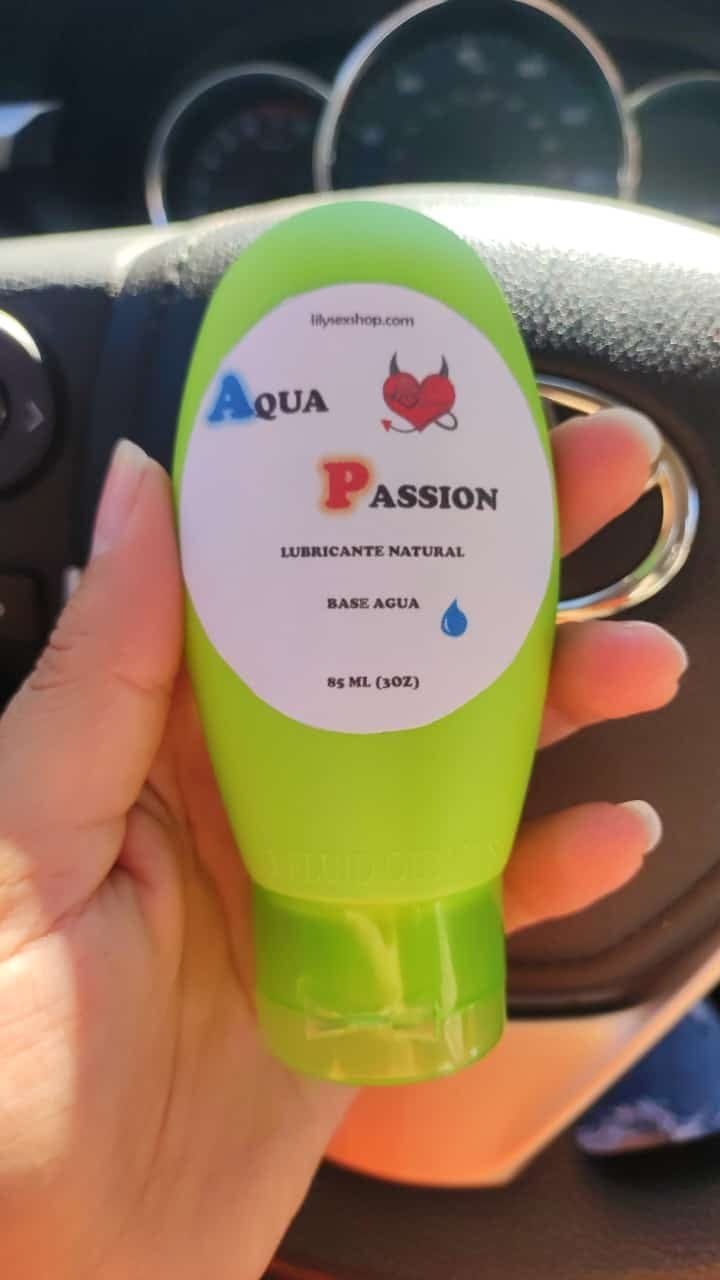 lilysexshop.com
AQUA
PASSION
LUBRICANTE NATURAL
BASE AGUA
85 ML (3OZ)